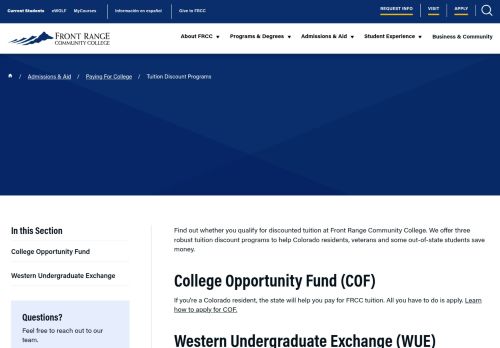 Current Students eWOLF MyCourses Información en español Give to FRCC REQUEST INFO VISIT APPLY
FRONT RANGE
COMMUNITY COLLEGE
About FRCC Programs & Degrees Admissions & Aid Student Experience Business & Community
/ Admissions & Aid / Paying For College / Tuition Discount Programs
In this Section
College Opportunity Fund
Western Undergraduate Exchange
Questions?
Feel free to reach out to our
team.
Find out whether you qualify for discounted tuition at Front Range Community College. We offer three
robust tuition discount programs to help Colorado residents, veterans and some out-of-state students save
money.
College Opportunity Fund (COF)
If you're a Colorado resident, the state will help you pay for FRCC tuition. All you have to do is apply. Learn
how to apply for COF.
Western Undergraduate Exchange (WUE)